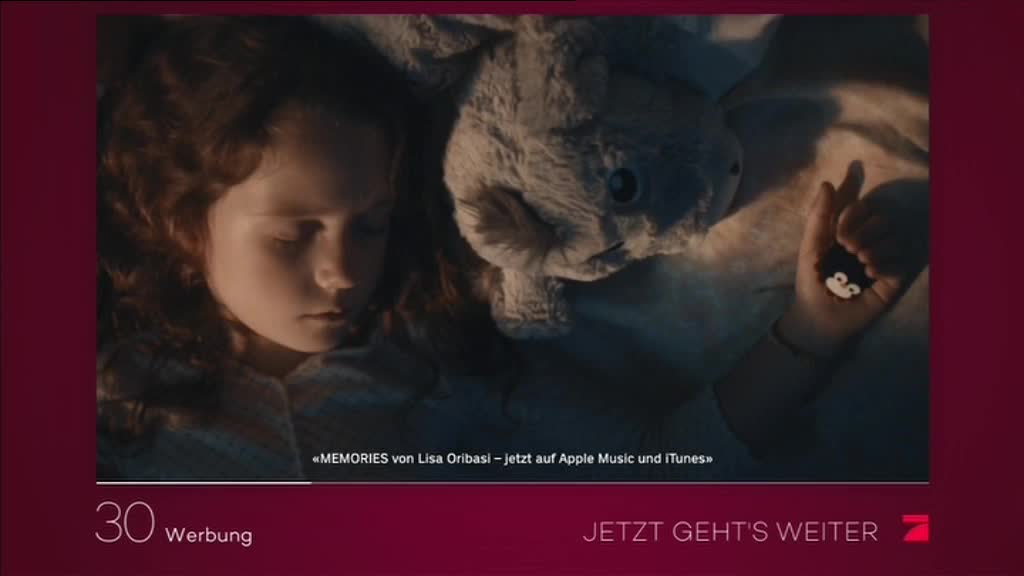 «MEMORIES von Lisa Oribasi – jetzt auf Apple Music und iTunes»
30 Werbung
JETZT GEHT'S WEITER